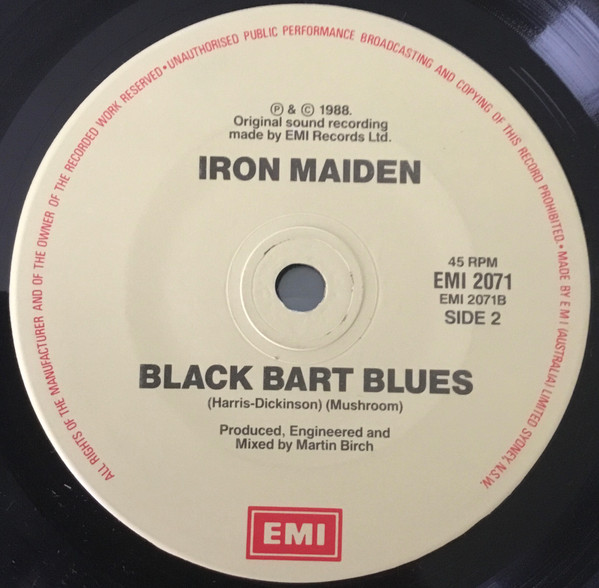 ALL RIGHTS OF THE MANUFACTURER AND OF THE OWNER OF THE RECORDED WORK RESERVED • UNAUTHORISED PUBLIC PERFORMANCE BROADCASTING AND COPYING OF THIS RECORD PROHIBITED. • MADE BY E M I (AUSTRALIA) LIMITED SYDNEY, N.S.W.
℗ & © 1988.
Original sound recording
made by EMI Records Ltd.
IRON MAIDEN
45 RPM
EMI 2071
EMI 2071B
SIDE 2
BLACK BART BLUES
(Harris-Dickinson) (Mushroom)
Produced, Engineered and
Mixed by Martin Birch
EMI